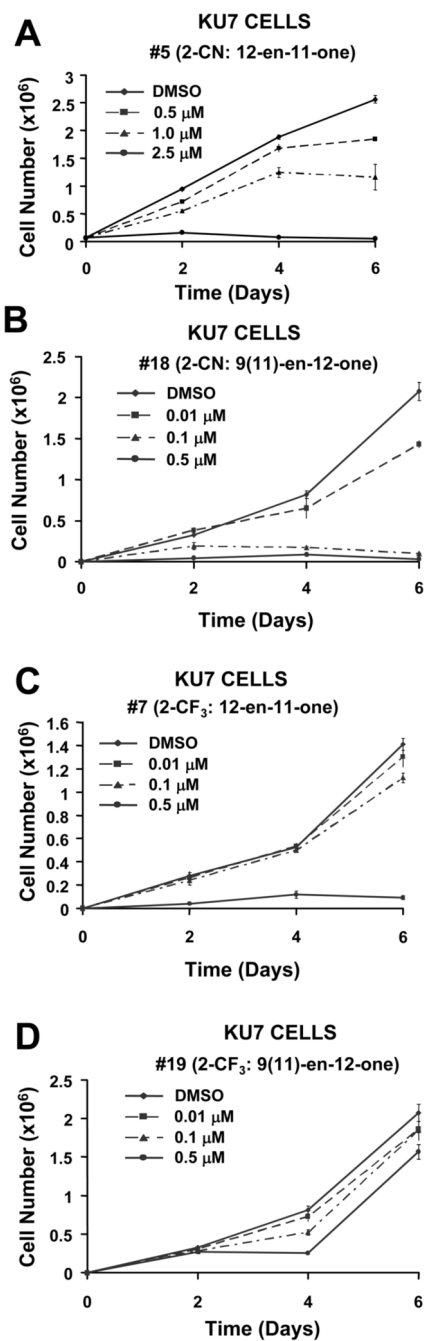 A
KU7 CELLS
#5 (2-CN: 12-en-11-one)
Cell Number (x10⁶)
3
2.5
2
1.5
1
0.5
0
DMSO
0.5 μM
1.0 μM
2.5 μM
0 2 4 6
Time (Days)
B
KU7 CELLS
#18 (2-CN: 9(11)-en-12-one)
Cell Number (x10⁶)
2.5
2
1.5
1
0.5
0
DMSO
0.01 μM
0.1 μM
0.5 μM
0 2 4 6
Time (Days)
C
KU7 CELLS
#7 (2-CF₃: 12-en-11-one)
Cell Number (x10⁶)
1.6
1.4
1.2
1
0.8
0.6
0.4
0.2
0
DMSO
0.01 μM
0.1 μM
0.5 μM
0 2 4 6
Time (Days)
D
KU7 CELLS
#19 (2-CF₃: 9(11)-en-12-one)
Cell Number (x10⁶)
2.5
2
1.5
1
0.5
0
DMSO
0.01 μM
0.1 μM
0.5 μM
0 2 4 6
Time (Days)